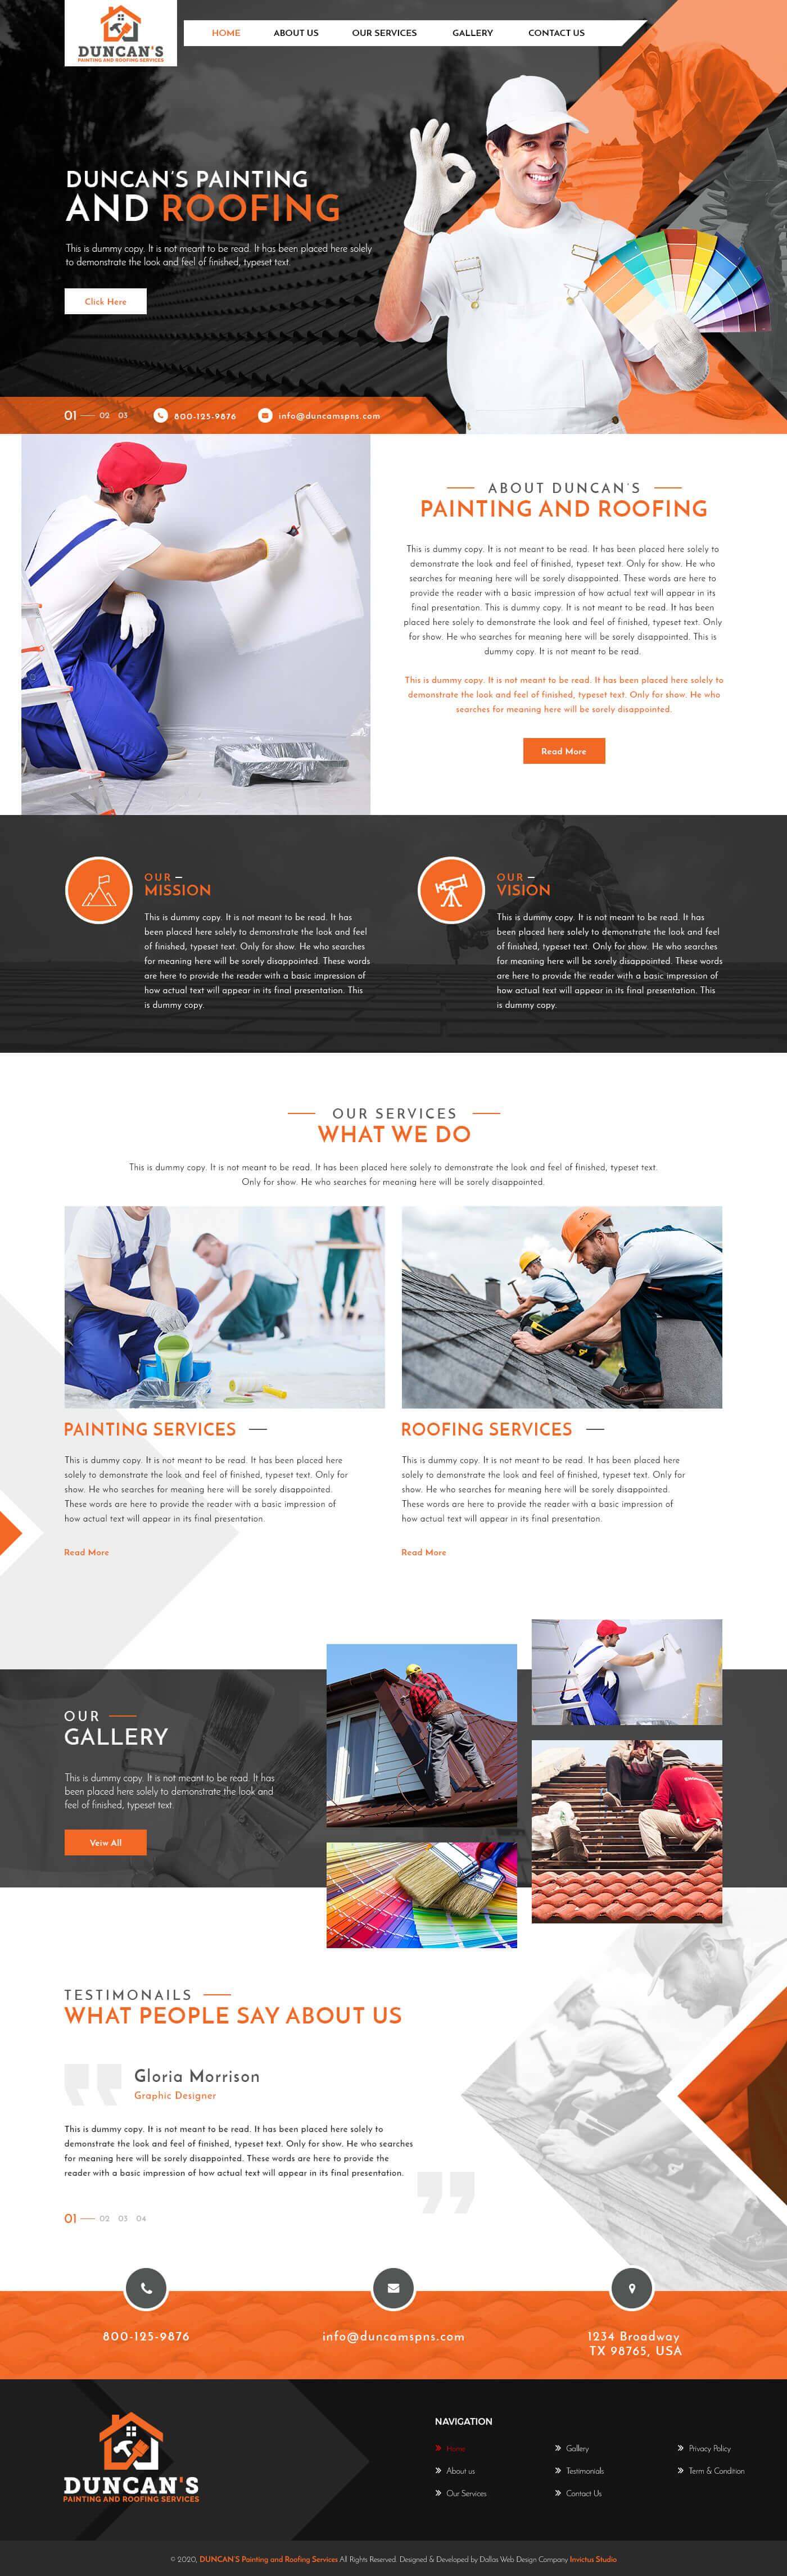 DUNCAN'S
PAINTING AND ROOFING SERVICES
HOME
ABOUT US
OUR SERVICES
GALLERY
CONTACT US
DUNCAN'S PAINTING
AND ROOFING
This is dummy copy. It is not meant to be read. It has been placed here solely
to demonstrate the look and feel of finished, typeset text.
Click Here
01 02 03
800-125-9876
info@duncamspns.com
ABOUT DUNCAN'S
PAINTING AND ROOFING
This is dummy copy. It is not meant to be read. It has been placed here solely to
demonstrate the look and feel of finished, typeset text. Only for show. He who
searches for meaning here will be sorely disappointed. These words are here to
provide the reader with a basic impression of how actual text will appear in its
final presentation. This is dummy copy. It is not meant to be read. It has been
placed here solely to demonstrate the look and feel of finished, typeset text. Only
for show. He who searches for meaning here will be sorely disappointed. This is
dummy copy. It is not meant to be read.
This is dummy copy. It is not meant to be read. It has been placed here solely to
demonstrate the look and feel of finished, typeset text. Only for show. He who
searches for meaning here will be sorely disappointed.
Read More
OUR
MISSION
This is dummy copy. It is not meant to be read. It has
been placed here solely to demonstrate the look and feel
of finished, typeset text. Only for show. He who searches
for meaning here will be sorely disappointed. These words
are here to provide the reader with a basic impression of
how actual text will appear in its final presentation. This
is dummy copy.
OUR
VISION
This is dummy copy. It is not meant to be read. It has
been placed here solely to demonstrate the look and feel
of finished, typeset text. Only for show. He who searches
for meaning here will be sorely disappointed. These words
are here to provide the reader with a basic impression of
how actual text will appear in its final presentation. This
is dummy copy.
OUR SERVICES
WHAT WE DO
This is dummy copy. It is not meant to be read. It has been placed here solely to demonstrate the look and feel of finished, typeset text.
Only for show. He who searches for meaning here will be sorely disappointed.
PAINTING SERVICES
This is dummy copy. It is not meant to be read. It has been placed here
solely to demonstrate the look and feel of finished, typeset text. Only for
show. He who searches for meaning here will be sorely disappointed.
These words are here to provide the reader with a basic impression of
how actual text will appear in its final presentation.
Read More
ROOFING SERVICES
This is dummy copy. It is not meant to be read. It has been placed here
solely to demonstrate the look and feel of finished, typeset text. Only for
show. He who searches for meaning here will be sorely disappointed.
These words are here to provide the reader with a basic impression of
how actual text will appear in its final presentation.
Read More
OUR
GALLERY
This is dummy copy. It is not meant to be read. It has
been placed here solely to demonstrate the look and
feel of finished, typeset text.
Veiw All
TESTIMONAILS
WHAT PEOPLE SAY ABOUT US
Gloria Morrison
Graphic Designer
This is dummy copy. It is not meant to be read. It has been placed here solely to
demonstrate the look and feel of finished, typeset text. Only for show. He who searches
for meaning here will be sorely disappointed. These words are here to provide the
reader with a basic impression of how actual text will appear in its final presentation.
01 02 03 04
800-125-9876
info@duncamspns.com
1234 Broadway
TX 98765, USA
DUNCAN'S
PAINTING AND ROOFING SERVICES
NAVIGATION
Home
About us
Our Services
Gallery
Testimonials
Contact Us
Privacy Policy
Term & Condition
© 2020, DUNCAN'S Painting and Roofing Services All Rights Reserved. Designed & Developed by Dallas Web Design Company Invictus Studio